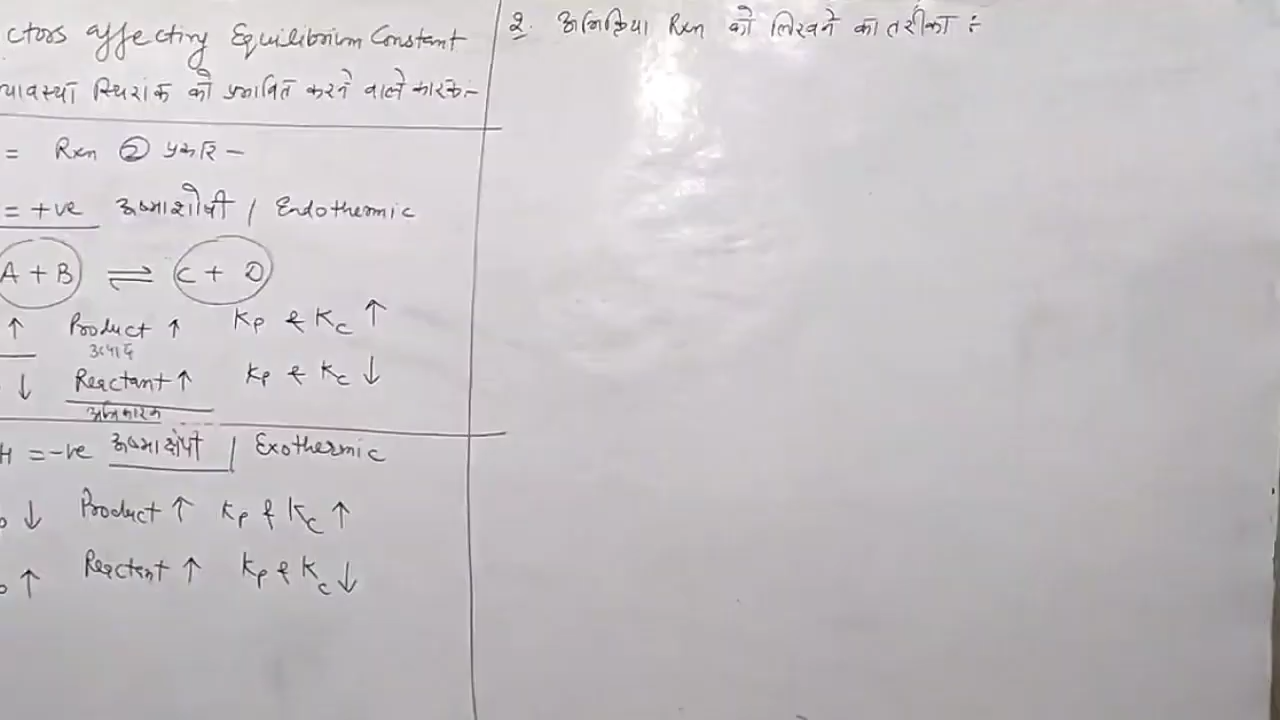 ctors affecting Equilibrium Constant
स्थिरांक को प्रभावित करने वाले कारक:-
= Rxn ② प्रकार -
= +ve ऊष्माशोषी / Endothermic
A + B ⇌ C + D
↑ Product ↑ Kp & Kc ↑
उत्पाद
↓ Reactant ↑ Kp & Kc ↓
अभिकारक
H = -ve ऊष्माक्षेपी / Exothermic
↓ Product ↑ Kp & Kc ↑
↑ Reactant ↑ Kp & Kc ↓
2. अभिक्रिया Rxn को लिखने का तरीका :-